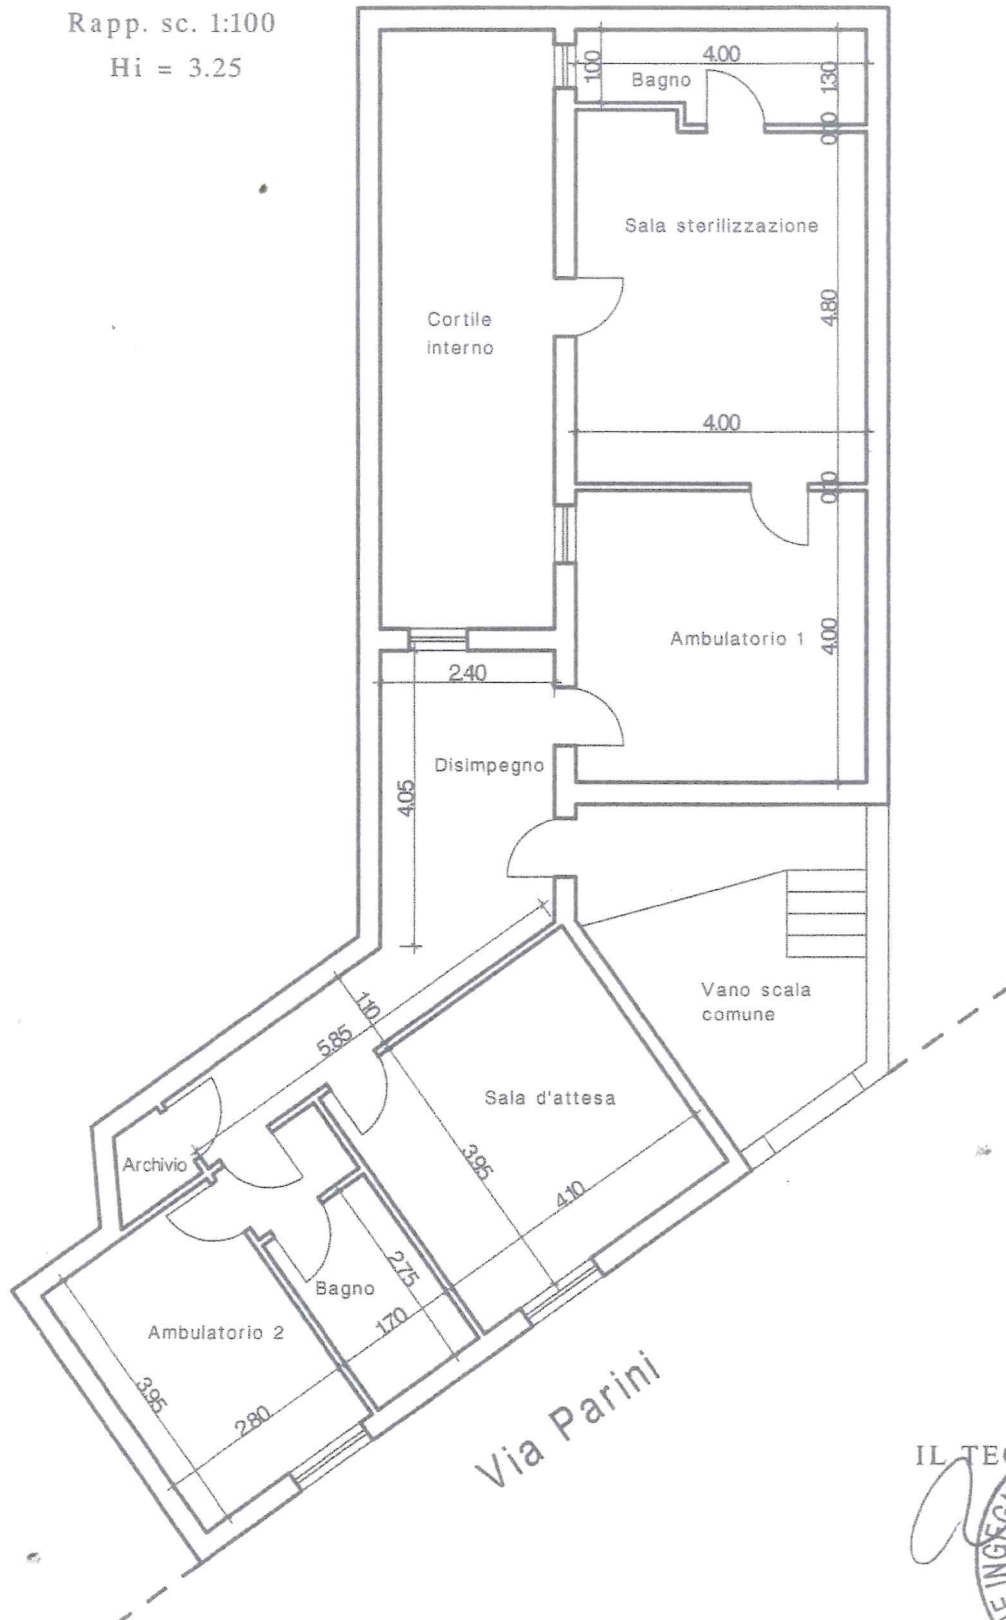 Rapp. sc. 1:100
Hi = 3.25
4.00
1.00
Bagno
1.30
0.10
Sala sterilizzazione
Cortile
interno
4.80
4.00
0.10
Ambulatorio 1
4.00
2.40
Disimpegno
4.05
1.10
5.85
Vano scala
comune
Sala d'attesa
Archivio
3.95
4.10
2.75
Bagno
1.70
Ambulatorio 2
3.95
2.80
Via Parini
IL TEC
E INGEG